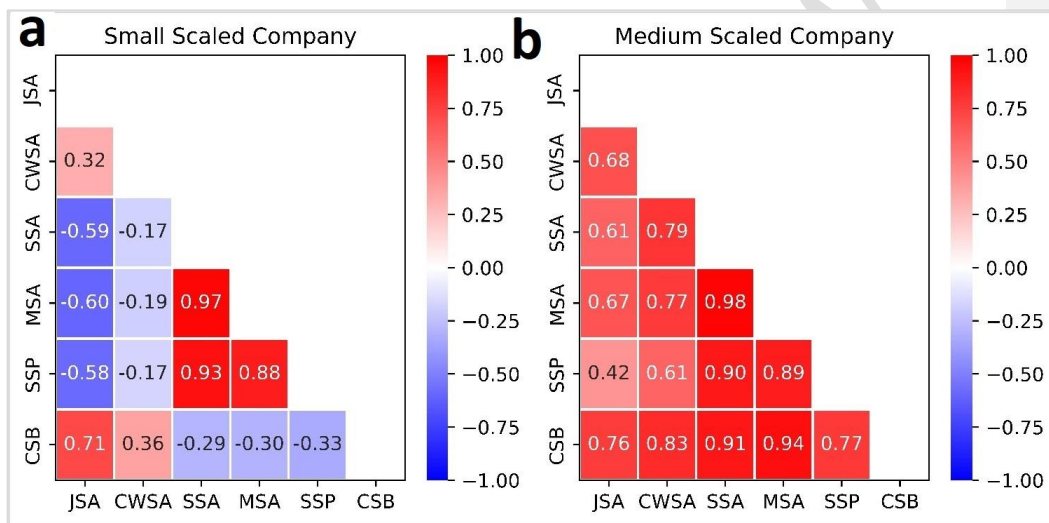 a
Small Scaled Company
JSA
CWSA 0.32
SSA -0.59 -0.17
MSA -0.60 -0.19 0.97
SSP -0.58 -0.17 0.93 0.88
CSB 0.71 0.36 -0.29 -0.30 -0.33
JSA CWSA SSA MSA SSP CSB
1.00
0.75
0.50
0.25
0.00
−0.25
−0.50
−0.75
−1.00
b
Medium Scaled Company
JSA
CWSA 0.68
SSA 0.61 0.79
MSA 0.67 0.77 0.98
SSP 0.42 0.61 0.90 0.89
CSB 0.76 0.83 0.91 0.94 0.77
JSA CWSA SSA MSA SSP CSB
1.00
0.75
0.50
0.25
0.00
−0.25
−0.50
−0.75
−1.00